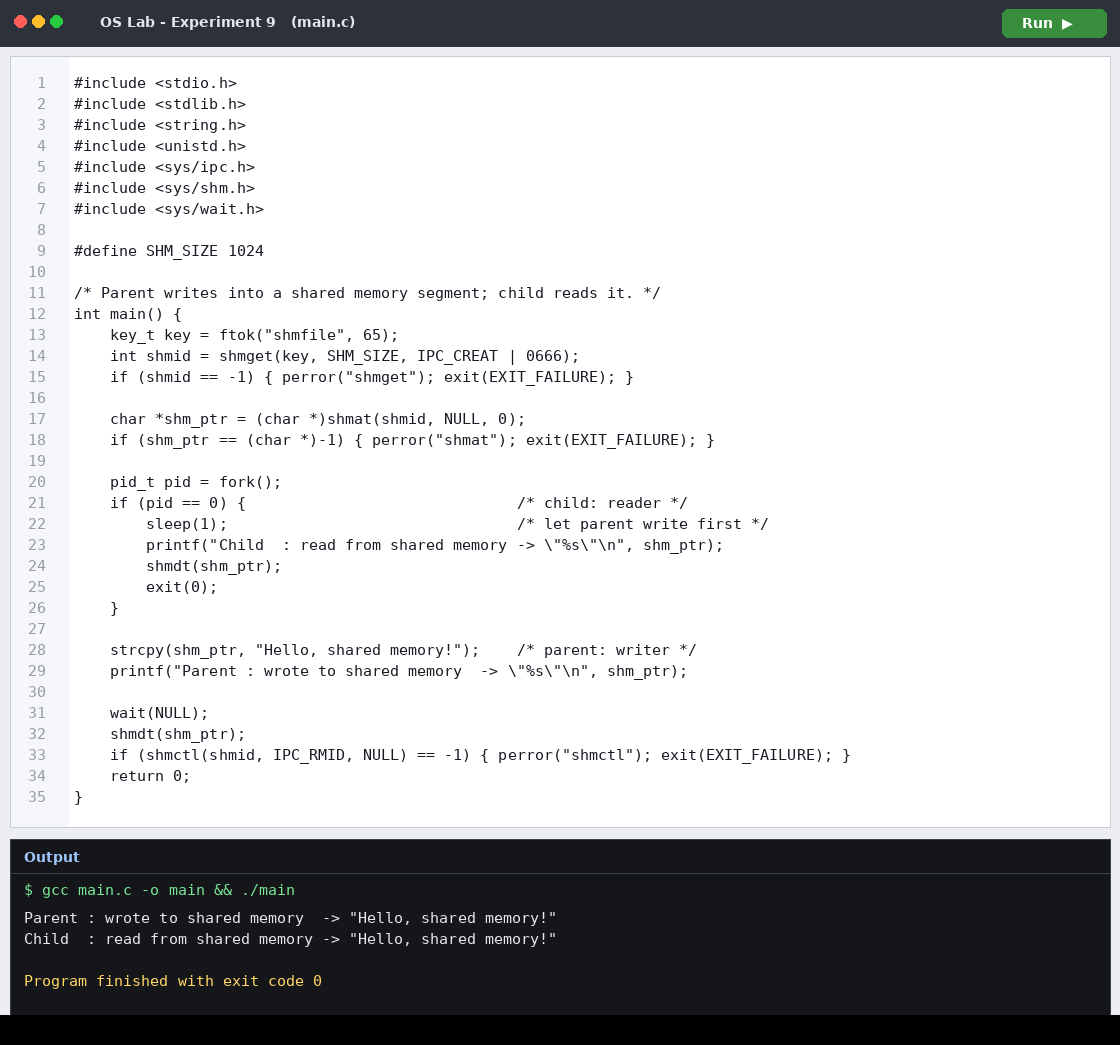 OS Lab - Experiment 9 (main.c)
Run ▶
1 #include <stdio.h>
2 #include <stdlib.h>
3 #include <string.h>
4 #include <unistd.h>
5 #include <sys/ipc.h>
6 #include <sys/shm.h>
7 #include <sys/wait.h>
8
9 #define SHM_SIZE 1024
10
11 /* Parent writes into a shared memory segment; child reads it. */
12 int main() {
13     key_t key = ftok("shmfile", 65);
14     int shmid = shmget(key, SHM_SIZE, IPC_CREAT | 0666);
15     if (shmid == -1) { perror("shmget"); exit(EXIT_FAILURE); }
16
17     char *shm_ptr = (char *)shmat(shmid, NULL, 0);
18     if (shm_ptr == (char *)-1) { perror("shmat"); exit(EXIT_FAILURE); }
19
20     pid_t pid = fork();
21     if (pid == 0) {                              /* child: reader */
22         sleep(1);                                /* let parent write first */
23         printf("Child  : read from shared memory -> \"%s\"\n", shm_ptr);
24         shmdt(shm_ptr);
25         exit(0);
26     }
27
28     strcpy(shm_ptr, "Hello, shared memory!");    /* parent: writer */
29     printf("Parent : wrote to shared memory  -> \"%s\"\n", shm_ptr);
30
31     wait(NULL);
32     shmdt(shm_ptr);
33     if (shmctl(shmid, IPC_RMID, NULL) == -1) { perror("shmctl"); exit(EXIT_FAILURE); }
34     return 0;
35 }
Output
$ gcc main.c -o main && ./main
Parent : wrote to shared memory  -> "Hello, shared memory!"
Child  : read from shared memory -> "Hello, shared memory!"
Program finished with exit code 0